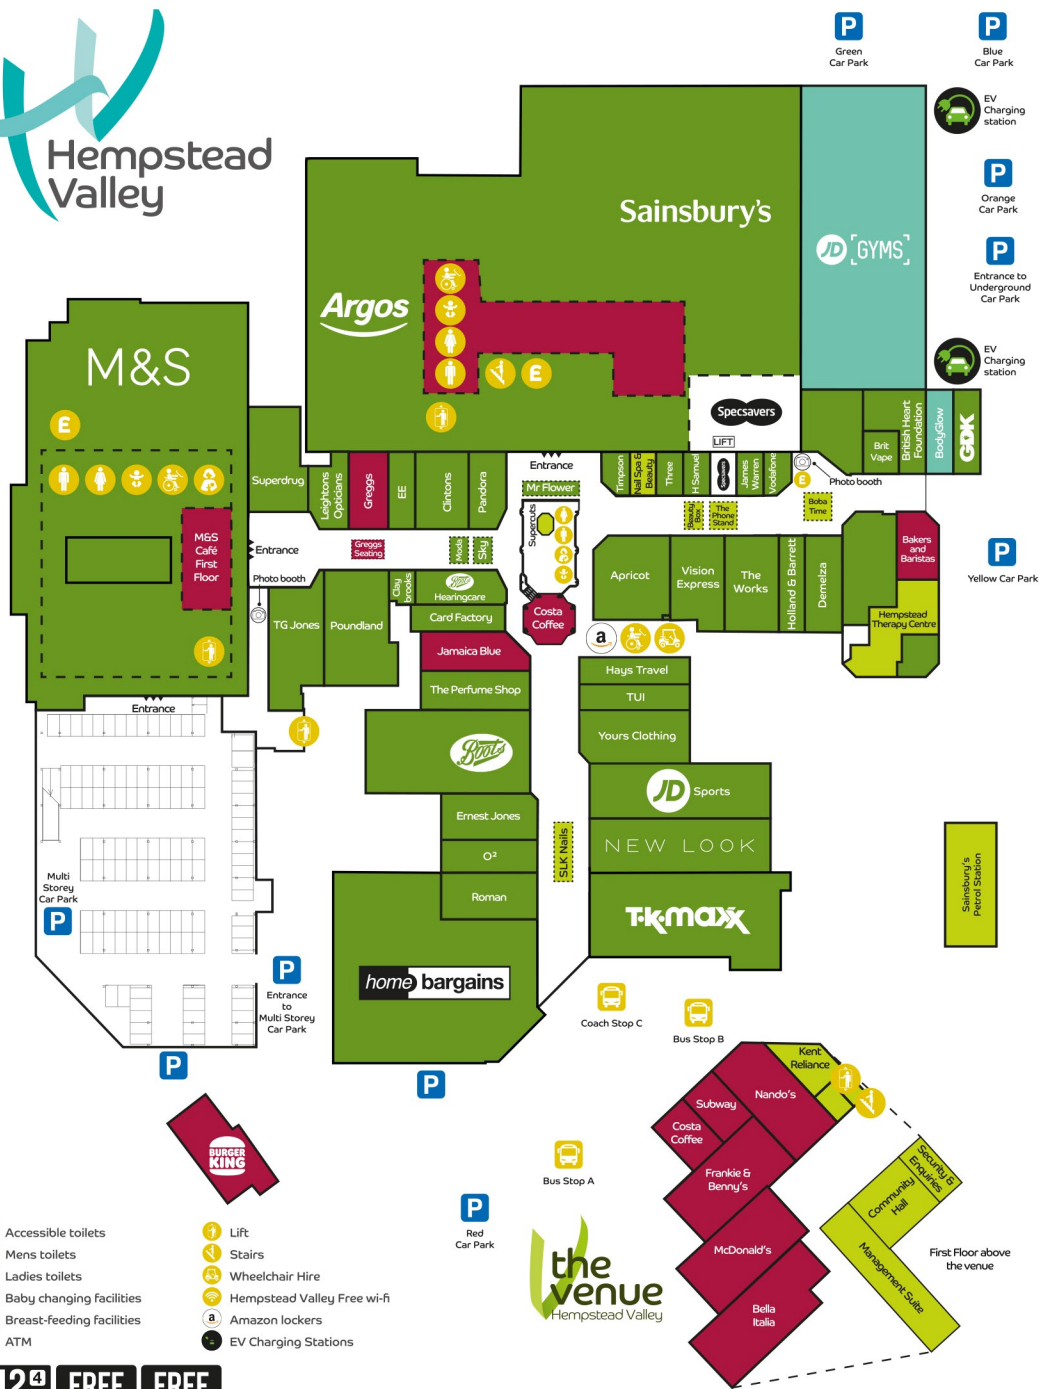 Hempstead
Valley
P
Green
Car Park
P
Blue
Car Park
EV
Charging
station
P
Orange
Car Park
P
Entrance to
Underground
Car Park
EV
Charging
station
Sainsbury's
JD GYMS
Argos
M&S
E
E
Specsavers
LIFT
Superdrug
Leightons
Opticians
Greggs
EE
Clintons
Pandora
Entrance
Mr Flower
Timpson
Nail Spa &
Beauty
Three
H Samuel
Specsavers
James
Warren
Vodafone
E
Photo booth
Brit
Vape
British Heart
Foundation
BodyGlow
GDK
Boba
Time
Beauty
Box
The
Phone
Stand
Supercuts
M&S
Café
First
Floor
Entrance
Greggs
Seating
Moda
Sky
Photo booth
Clay
brooks
Boots
Hearingcare
Card Factory
TG Jones
Poundland
Costa
Coffee
Apricot
Vision
Express
The
Works
Holland & Barrett
Demelza
Bakers
and
Baristas
Hempstead
Therapy Centre
P
Yellow Car Park
a
Jamaica Blue
The Perfume Shop
Hays Travel
TUI
Yours Clothing
Entrance
Boots
JD Sports
Ernest Jones
NEW LOOK
O²
SLK Nails
Roman
TK maxx
Sainsbury's
Petrol Station
Multi
Storey
Car Park
P
home bargains
P
Entrance
to
Multi Storey
Car Park
Coach Stop C
Bus Stop B
P
P
Kent
Reliance
Nando's
Subway
Costa
Coffee
Frankie &
Benny's
McDonald's
Bella
Italia
BURGER
KING
Bus Stop A
P
Red
Car Park
Security &
Enquiries
Community
Hall
Management Suite
First Floor above
the venue
the
venue
Hempstead Valley
Accessible toilets
Mens toilets
Ladies toilets
Baby changing facilities
Breast-feeding facilities
ATM
Lift
Stairs
Wheelchair Hire
Hempstead Valley Free wi-fi
a Amazon lockers
EV Charging Stations
FREE
FREE